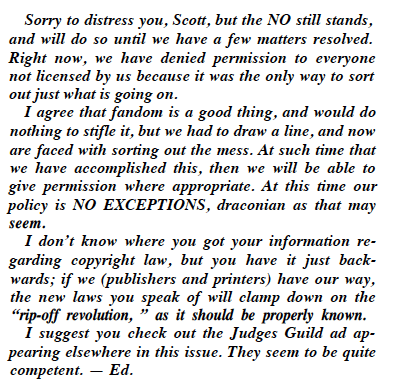 Sorry to distress you, Scott, but the NO still stands,
and will do so until we have a few matters resolved.
Right now, we have denied permission to everyone
not licensed by us because it was the only way to sort
out just what is going on.
I agree that fandom is a good thing, and would do
nothing to stifle it, but we had to draw a line, and now
are faced with sorting out the mess. At such time that
we have accomplished this, then we will be able to
give permission where appropriate. At this time our
policy is NO EXCEPTIONS, draconian as that may
seem.
I don't know where you got your information re-
garding copyright law, but you have it just back-
wards; if we (publishers and printers) have our way,
the new laws you speak of will clamp down on the
“rip-off revolution, ” as it should be properly known.
I suggest you check out the Judges Guild ad ap-
pearing elsewhere in this issue. They seem to be quite
competent. — Ed.